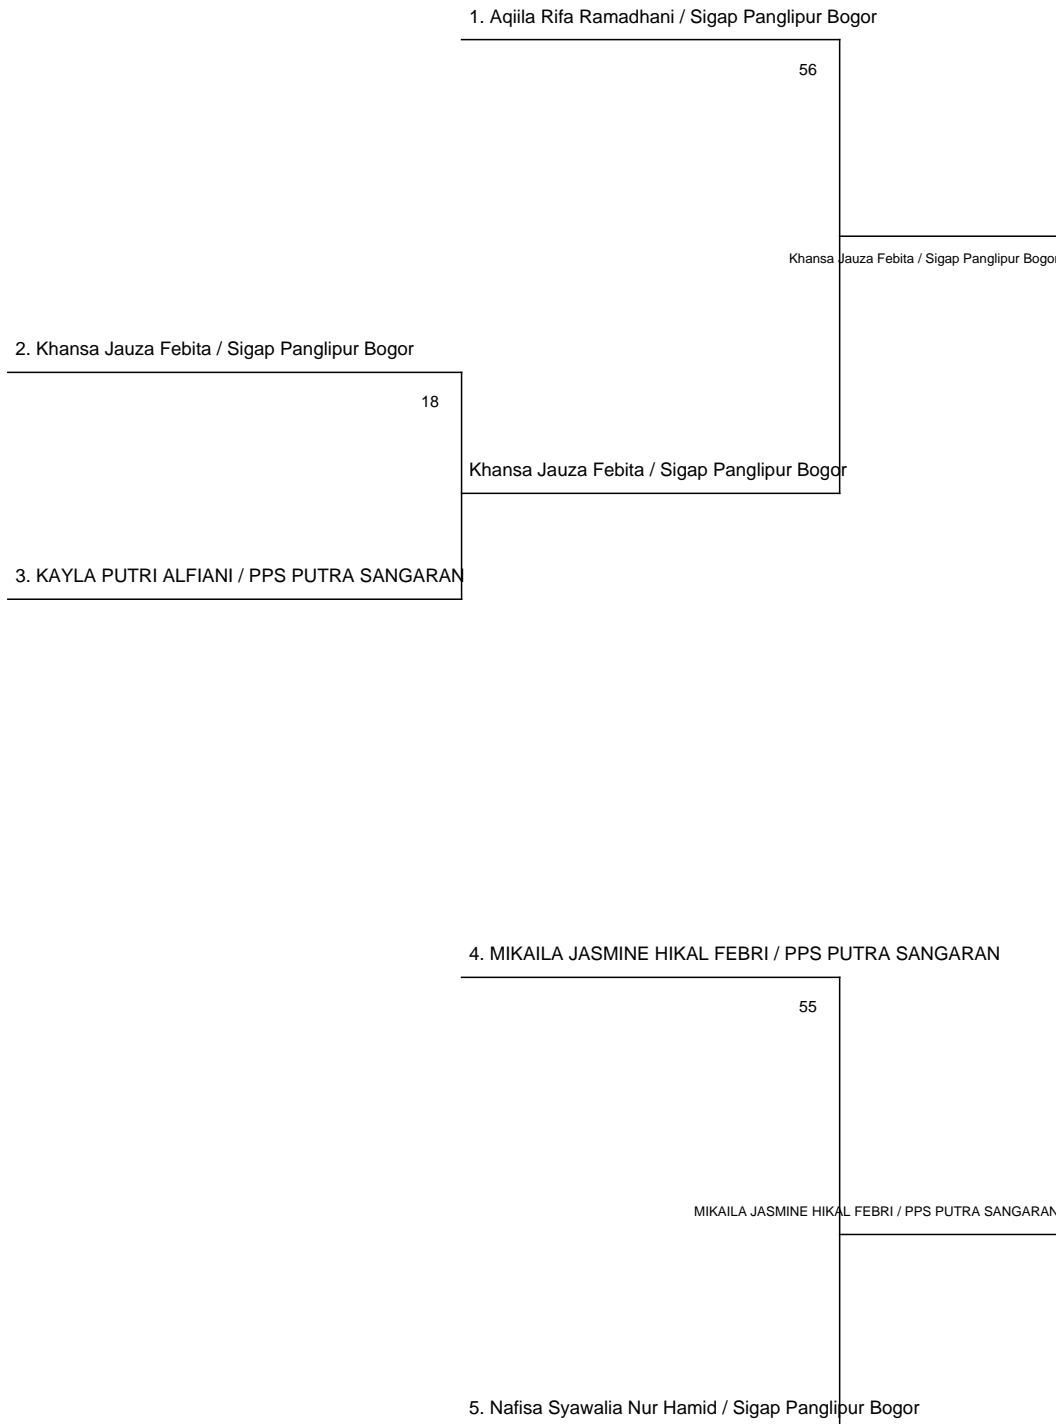 1. Aqiila Rifa Ramadhani / Sigap Panglipur Bogor
56
Khansa Jauza Febita / Sigap Panglipur Bogor
2. Khansa Jauza Febita / Sigap Panglipur Bogor
18
Khansa Jauza Febita / Sigap Panglipur Bogor
3. KAYLA PUTRI ALFIANI / PPS PUTRA SANGARAN
4. MIKAILA JASMINE HIKAL FEBRI / PPS PUTRA SANGARAN
55
MIKAILA JASMINE HIKAL FEBRI / PPS PUTRA SANGARAN
5. Nafisa Syawalia Nur Hamid / Sigap Panglipur Bogor